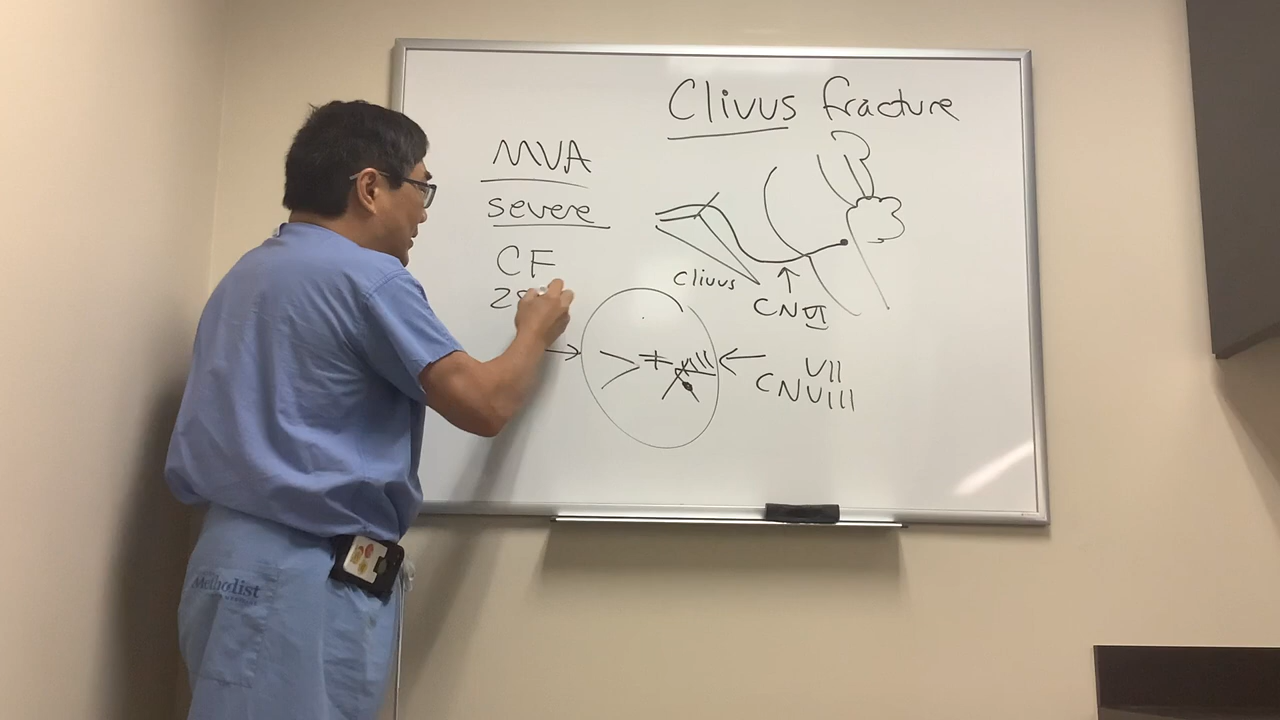 Clivus fracture
MVA
severe
CF
Clivus
CN VI
VII
CN VIII
Methodist